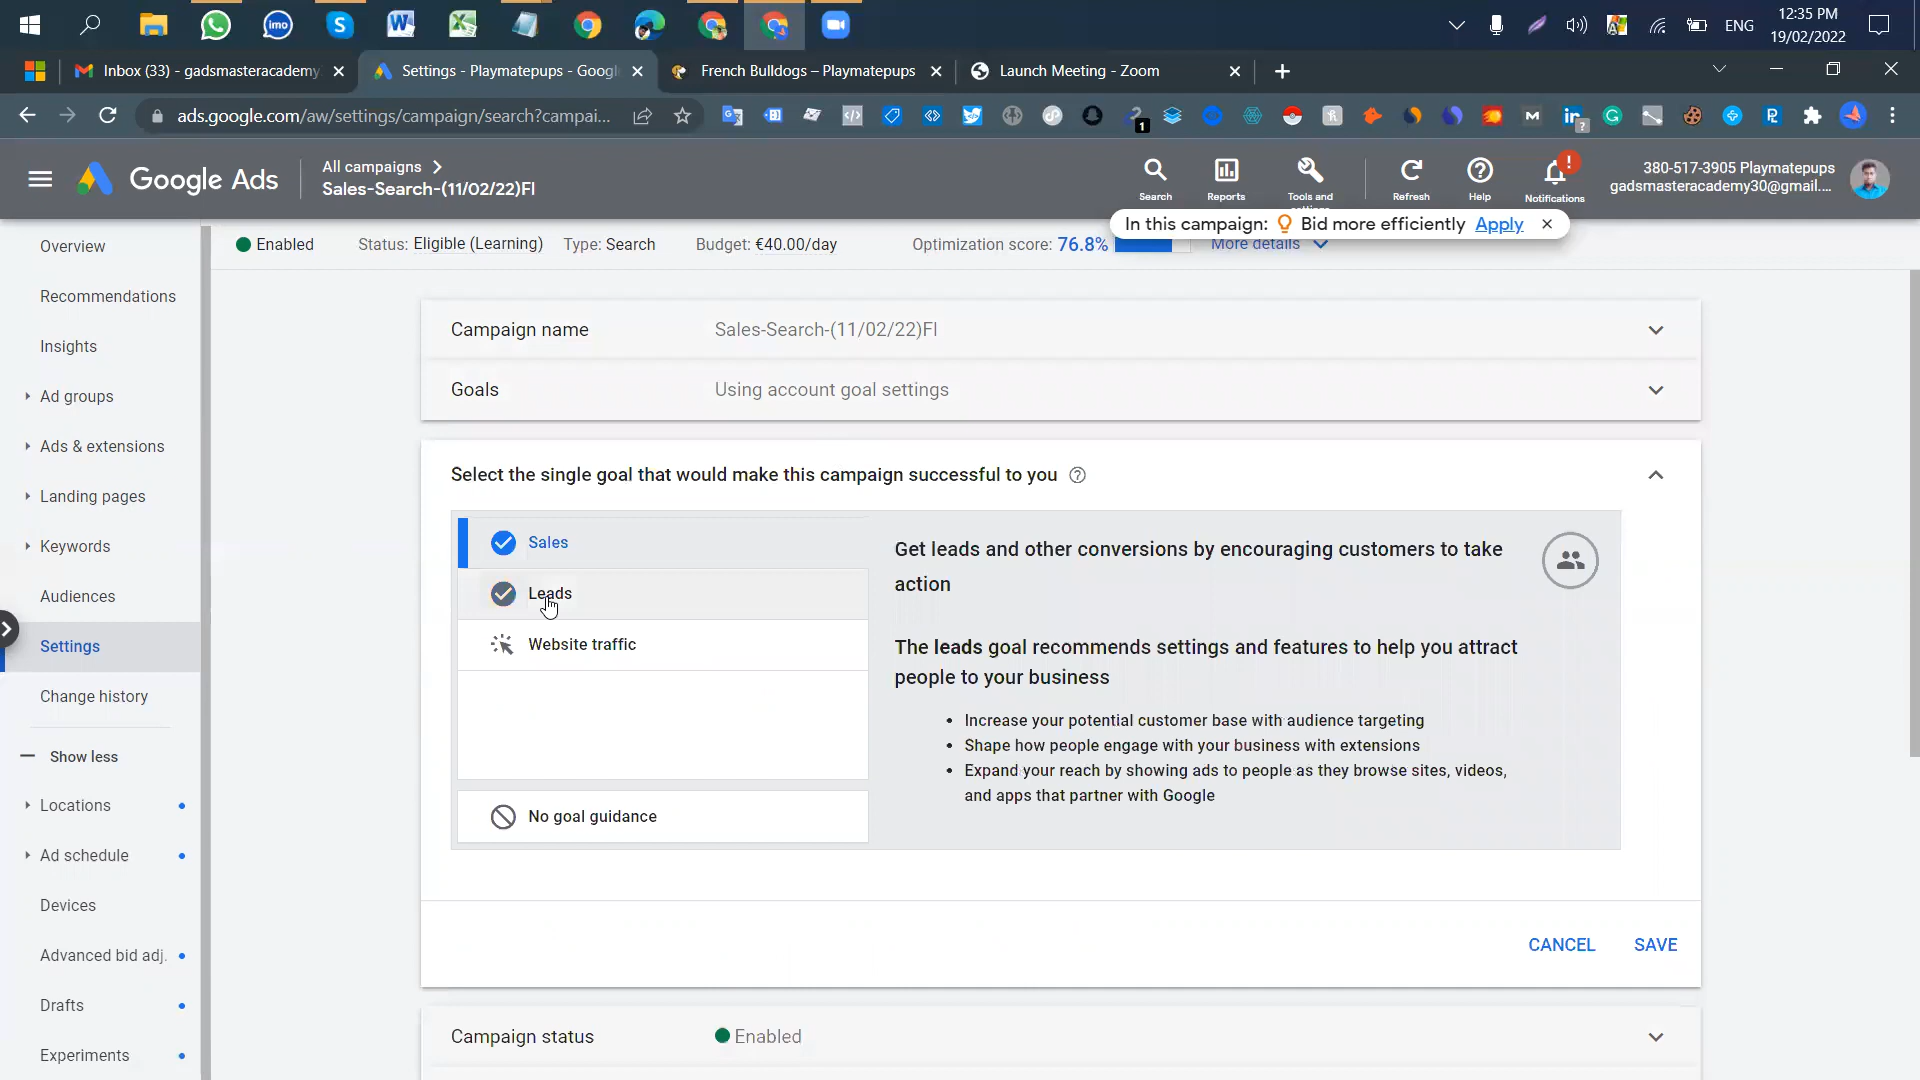 12:35 PM
ENG
19/02/2022
imo
Inbox (33) - gadsmasteracademy
Settings - Playmatepups - Googl
French Bulldogs – Playmatepups
Launch Meeting - Zoom
ads.google.com/aw/settings/campaign/search?campai...
1
Google Ads
All campaigns
Sales-Search-(11/02/22)FI
Search
Reports
Tools and
Refresh
Help
Notifications
380-517-3905 Playmatepups
gadsmasteracademy30@gmail....
In this campaign: Bid more efficiently Apply
Enabled
Status: Eligible (Learning)
Type: Search
Budget: €40.00/day
Optimization score: 76.8%
More details
Overview
Recommendations
Insights
Ad groups
Ads & extensions
Landing pages
Keywords
Audiences
Settings
Change history
Show less
Locations
Ad schedule
Devices
Advanced bid adj.
Drafts
Experiments
Campaign name
Sales-Search-(11/02/22)FI
Goals
Using account goal settings
Select the single goal that would make this campaign successful to you
Sales
Leads
Website traffic
No goal guidance
Get leads and other conversions by encouraging customers to take
action
The leads goal recommends settings and features to help you attract
people to your business
• Increase your potential customer base with audience targeting
• Shape how people engage with your business with extensions
• Expand your reach by showing ads to people as they browse sites, videos,
and apps that partner with Google
CANCEL
SAVE
Campaign status
Enabled